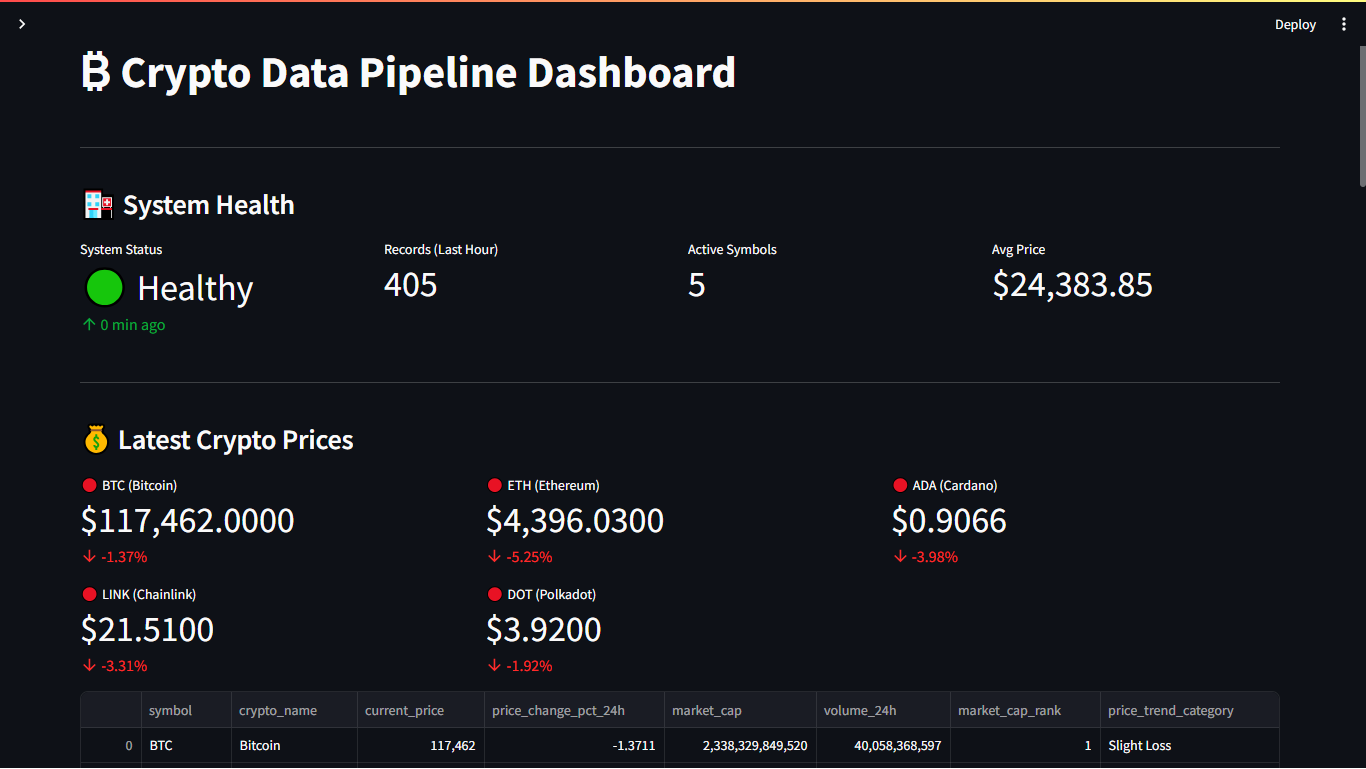 Deploy
₿ Crypto Data Pipeline Dashboard
🏥 System Health
System Status Records (Last Hour) Active Symbols Avg Price
🟢 Healthy 405 5 $24,383.85
↑ 0 min ago
💰 Latest Crypto Prices
🔴 BTC (Bitcoin) 🔴 ETH (Ethereum) 🔴 ADA (Cardano)
$117,462.0000 $4,396.0300 $0.9066
↓ -1.37% ↓ -5.25% ↓ -3.98%
🔴 LINK (Chainlink) 🔴 DOT (Polkadot)
$21.5100 $3.9200
↓ -3.31% ↓ -1.92%
symbol crypto_name current_price price_change_pct_24h market_cap volume_24h market_cap_rank price_trend_category
0 BTC Bitcoin 117,462 -1.3711 2,338,329,849,520 40,058,368,597 1 Slight Loss